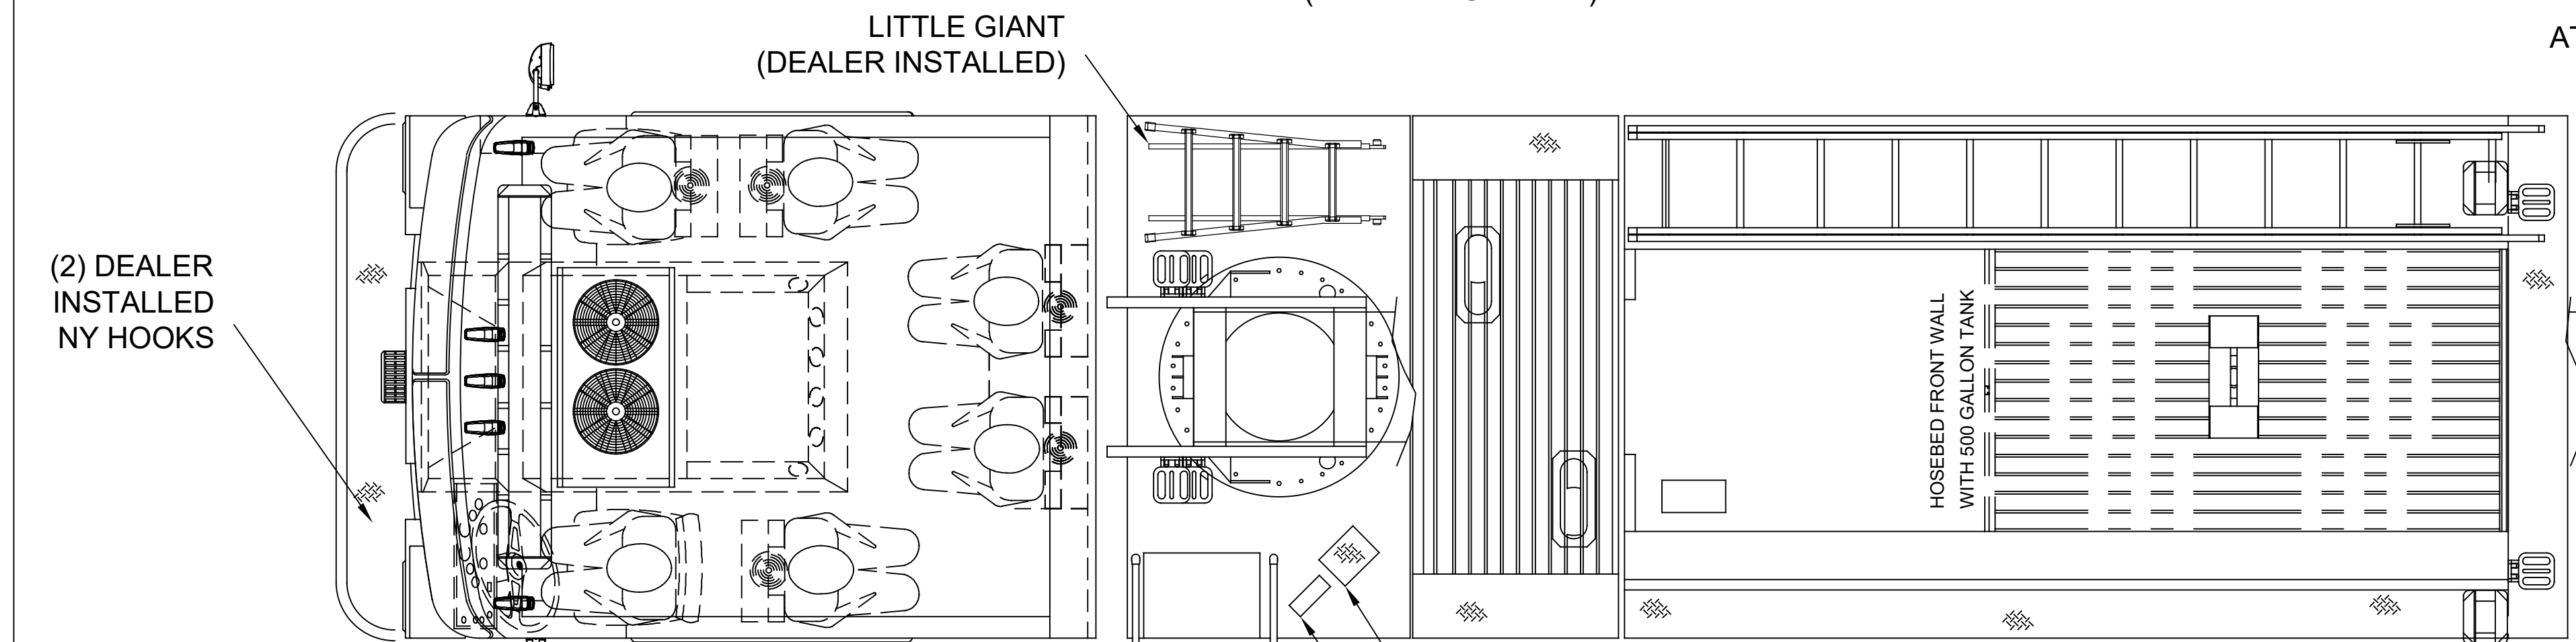 LITTLE GIANT
(DEALER INSTALLED)
(2) DEALER
INSTALLED
NY HOOKS
HOSEBED FRONT WALL
WITH 500 GALLON TANK